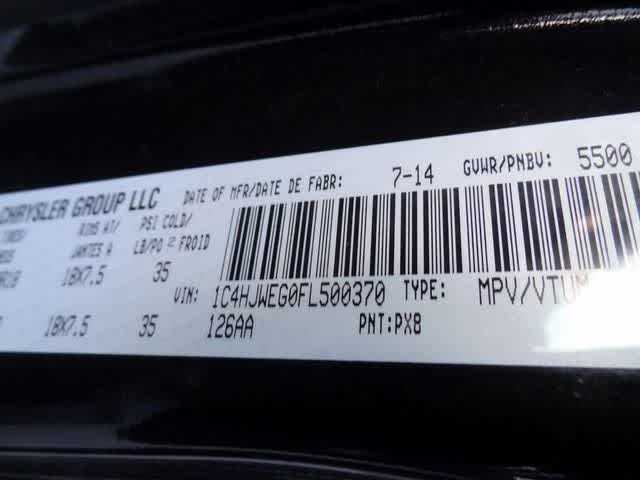 CHRYSLER GROUP LLC DATE OF MFR/DATE DE FABR: 7-14 GVWR/PNBV: 5500
RIMS AT/ PSI COLD/
JANTES A LB/PO2 FROID
18X7.5 35
VIN: 1C4HJWEG0FL500370 TYPE: MPV/VTUM
18X7.5 35 126AA PNT:PX8